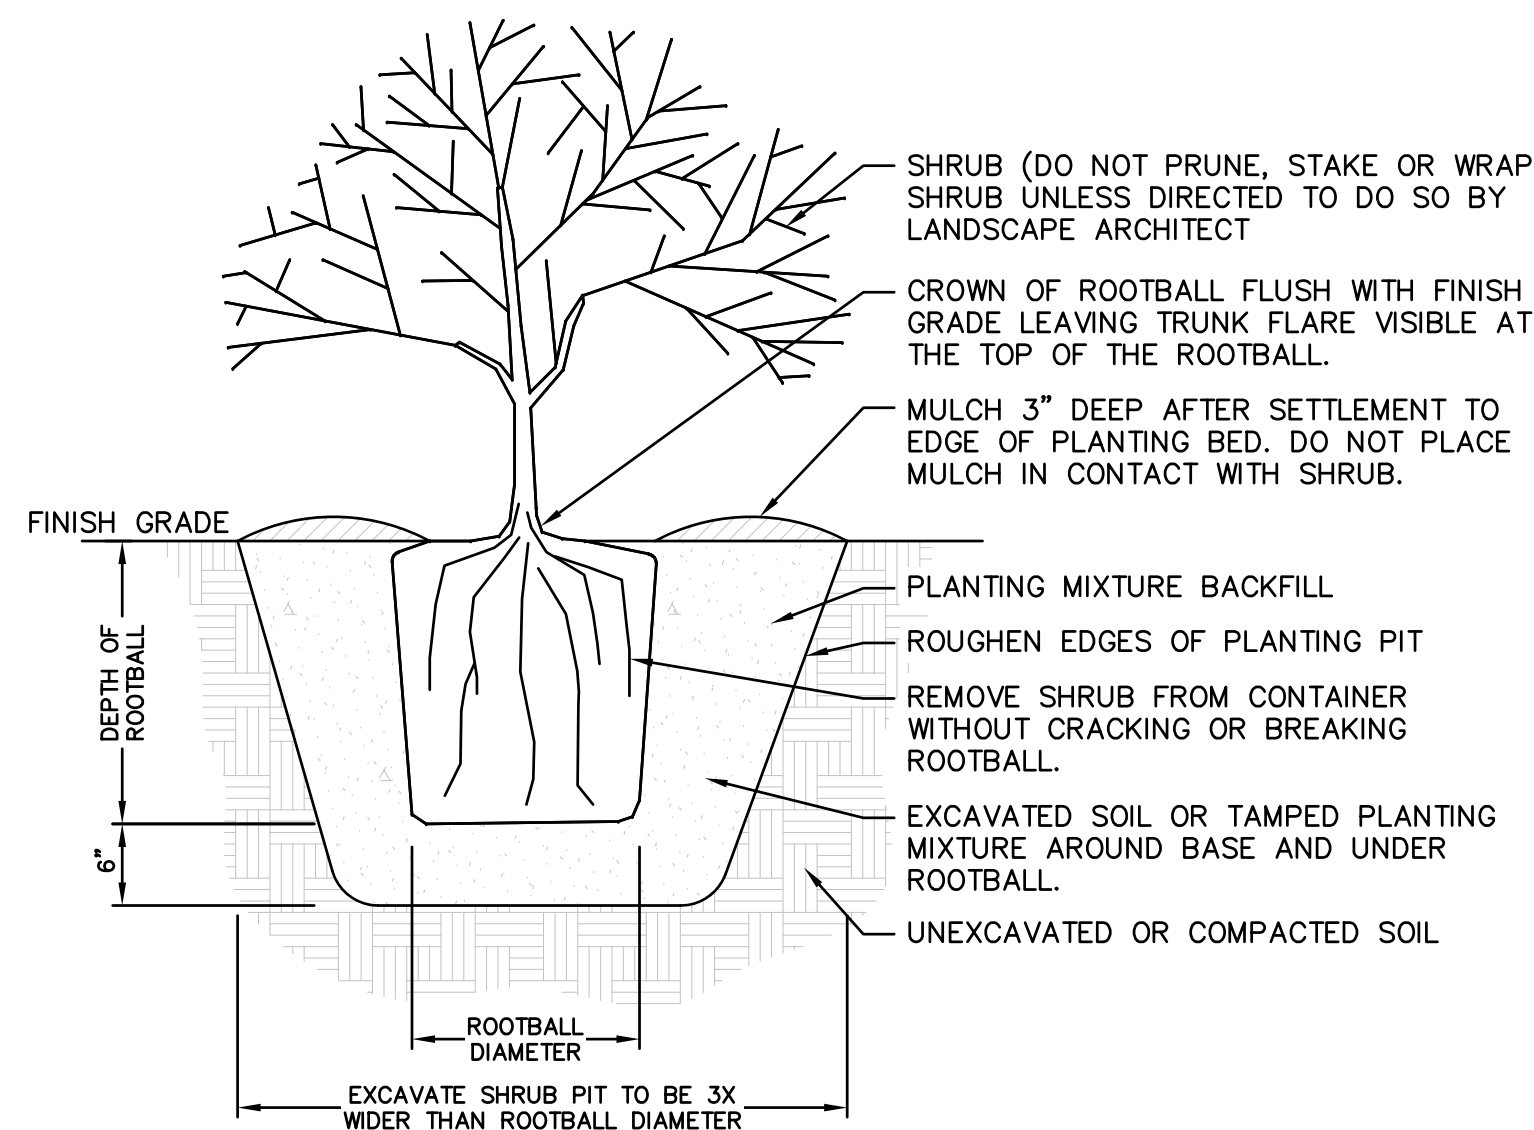 SHRUB (DO NOT PRUNE, STAKE OR WRAP
SHRUB UNLESS DIRECTED TO DO SO BY
LANDSCAPE ARCHITECT
CROWN OF ROOTBALL FLUSH WITH FINISH
GRADE LEAVING TRUNK FLARE VISIBLE AT
THE TOP OF THE ROOTBALL.
MULCH 3” DEEP AFTER SETTLEMENT TO
EDGE OF PLANTING BED. DO NOT PLACE
MULCH IN CONTACT WITH SHRUB.
FINISH GRADE
PLANTING MIXTURE BACKFILL
ROUGHEN EDGES OF PLANTING PIT
DEPTH OF
ROOTBALL
REMOVE SHRUB FROM CONTAINER
WITHOUT CRACKING OR BREAKING
ROOTBALL.
EXCAVATED SOIL OR TAMPED PLANTING
MIXTURE AROUND BASE AND UNDER
ROOTBALL.
6”
UNEXCAVATED OR COMPACTED SOIL
ROOTBALL
DIAMETER
EXCAVATE SHRUB PIT TO BE 3X
WIDER THAN ROOTBALL DIAMETER